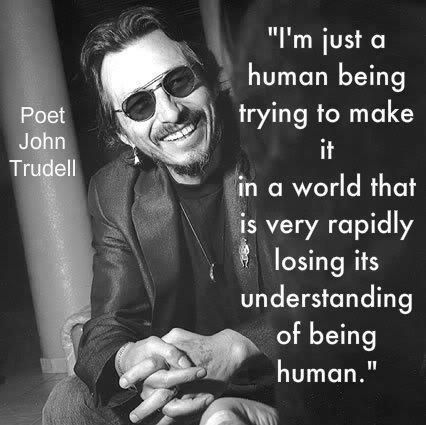 Poet
John
Trudell
"I'm just a
human being
trying to make
it
in a world that
is very rapidly
losing its
understanding
of being
human."